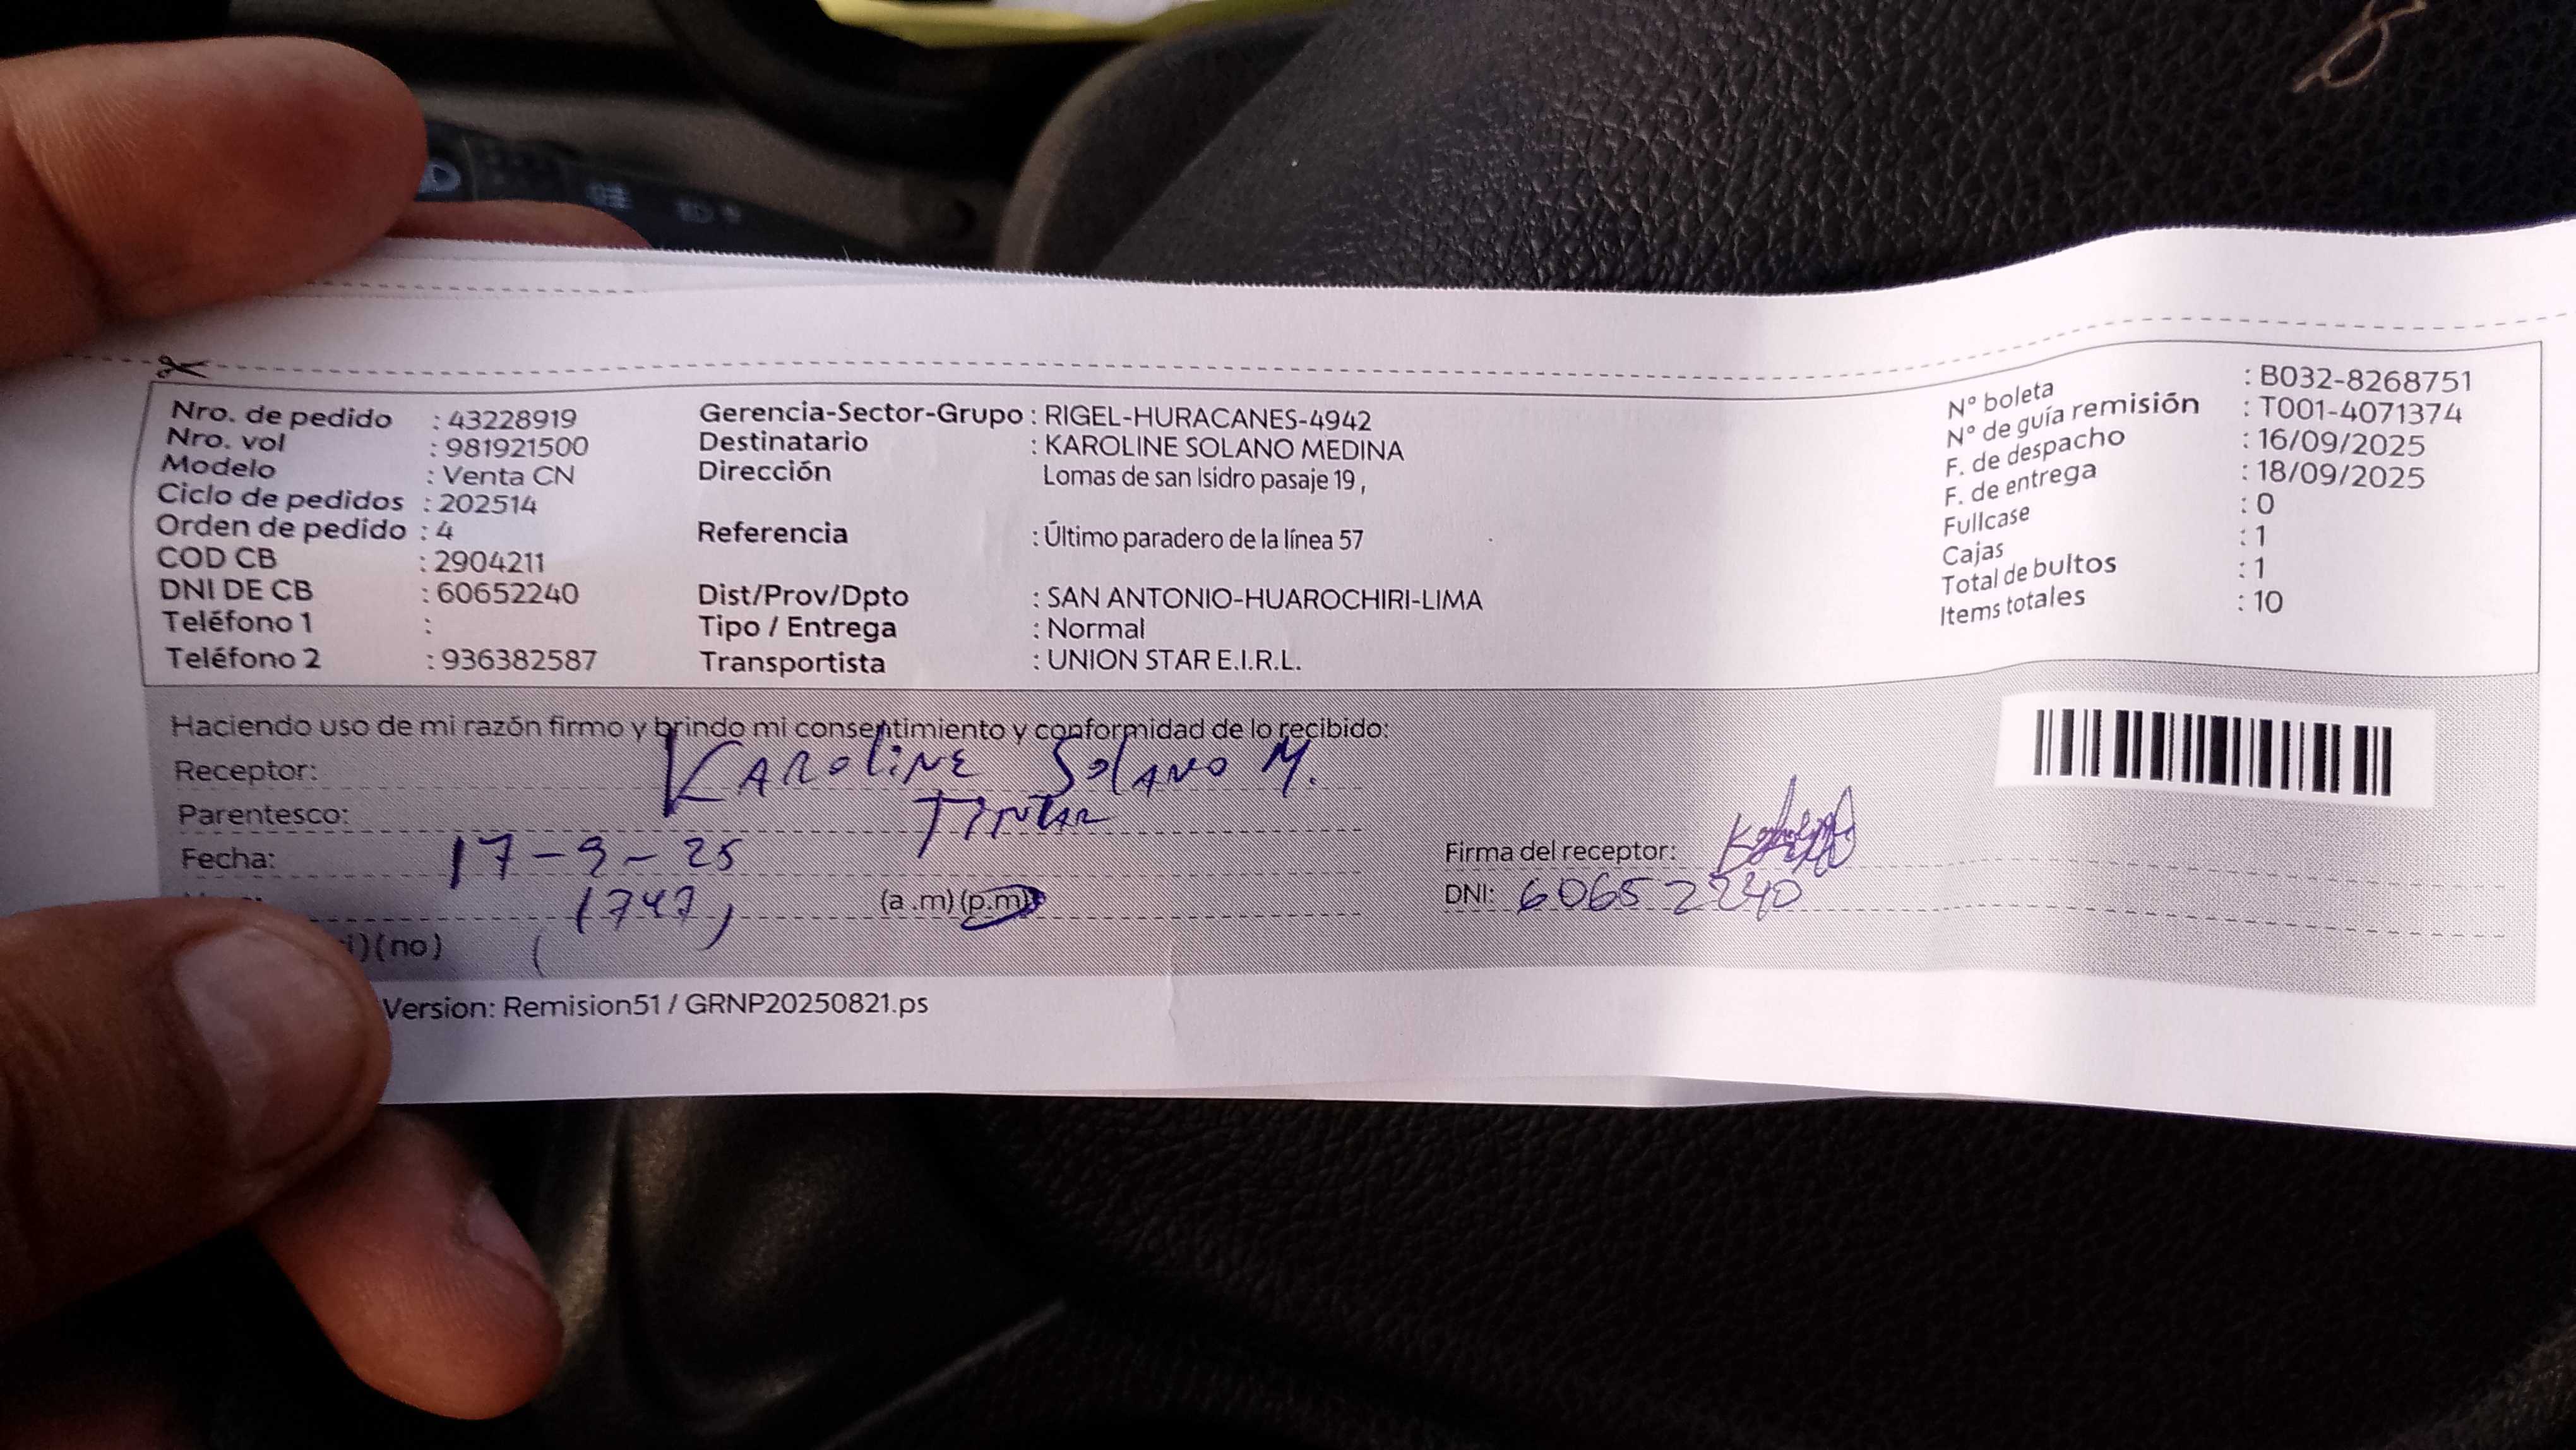 Nro. de pedido : 43228919
Nro. vol : 981921500
Modelo : Venta CN
Ciclo de pedidos : 202514
Orden de pedido : 4
COD CB : 2904211
DNI DE CB : 60652240
Teléfono 1 :
Teléfono 2 : 936382587
Gerencia-Sector-Grupo : RIGEL-HURACANES-4942
Destinatario : KAROLINE SOLANO MEDINA
Dirección Lomas de san Isidro pasaje 19 ,
Referencia : Último paradero de la línea 57
Dist/Prov/Dpto : SAN ANTONIO-HUAROCHIRI-LIMA
Tipo / Entrega : Normal
Transportista : UNION STAR E.I.R.L.
N° boleta : B032-8268751
N° de guía remisión : T001-4071374
F. de despacho : 16/09/2025
F. de entrega : 18/09/2025
Fullcase : 0
Cajas : 1
Total de bultos : 1
Items totales : 10
Haciendo uso de mi razón firmo y brindo mi consentimiento y conformidad de lo recibido:
Receptor: KAROLINE SOLANO M.
Parentesco:
Fecha: 17-9-25
1747 (a.m) (p.m)
(no)
Firma del receptor:
DNI: 60652240
Version: Remision51 / GRNP20250821.ps